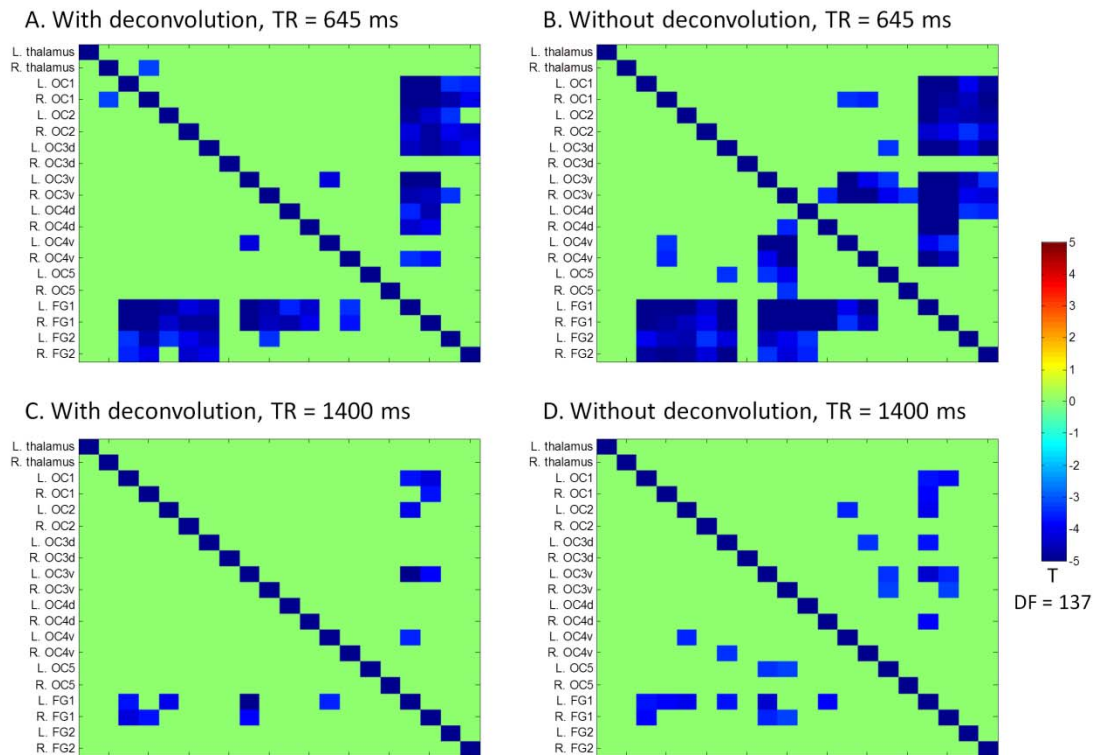 A. With deconvolution, TR = 645 ms
L. thalamus
R. thalamus
L. OC1
R. OC1
L. OC2
R. OC2
L. OC3d
R. OC3d
L. OC3v
R. OC3v
L. OC4d
R. OC4d
L. OC4v
R. OC4v
L. OC5
R. OC5
L. FG1
R. FG1
L. FG2
R. FG2
B. Without deconvolution, TR = 645 ms
L. thalamus
R. thalamus
L. OC1
R. OC1
L. OC2
R. OC2
L. OC3d
R. OC3d
L. OC3v
R. OC3v
L. OC4d
R. OC4d
L. OC4v
R. OC4v
L. OC5
R. OC5
L. FG1
R. FG1
L. FG2
R. FG2
C. With deconvolution, TR = 1400 ms
L. thalamus
R. thalamus
L. OC1
R. OC1
L. OC2
R. OC2
L. OC3d
R. OC3d
L. OC3v
R. OC3v
L. OC4d
R. OC4d
L. OC4v
R. OC4v
L. OC5
R. OC5
L. FG1
R. FG1
L. FG2
R. FG2
D. Without deconvolution, TR = 1400 ms
L. thalamus
R. thalamus
L. OC1
R. OC1
L. OC2
R. OC2
L. OC3d
R. OC3d
L. OC3v
R. OC3v
L. OC4d
R. OC4d
L. OC4v
R. OC4v
L. OC5
R. OC5
L. FG1
R. FG1
L. FG2
R. FG2
5
4
3
2
1
0
-1
-2
-3
-4
-5
T
DF = 137